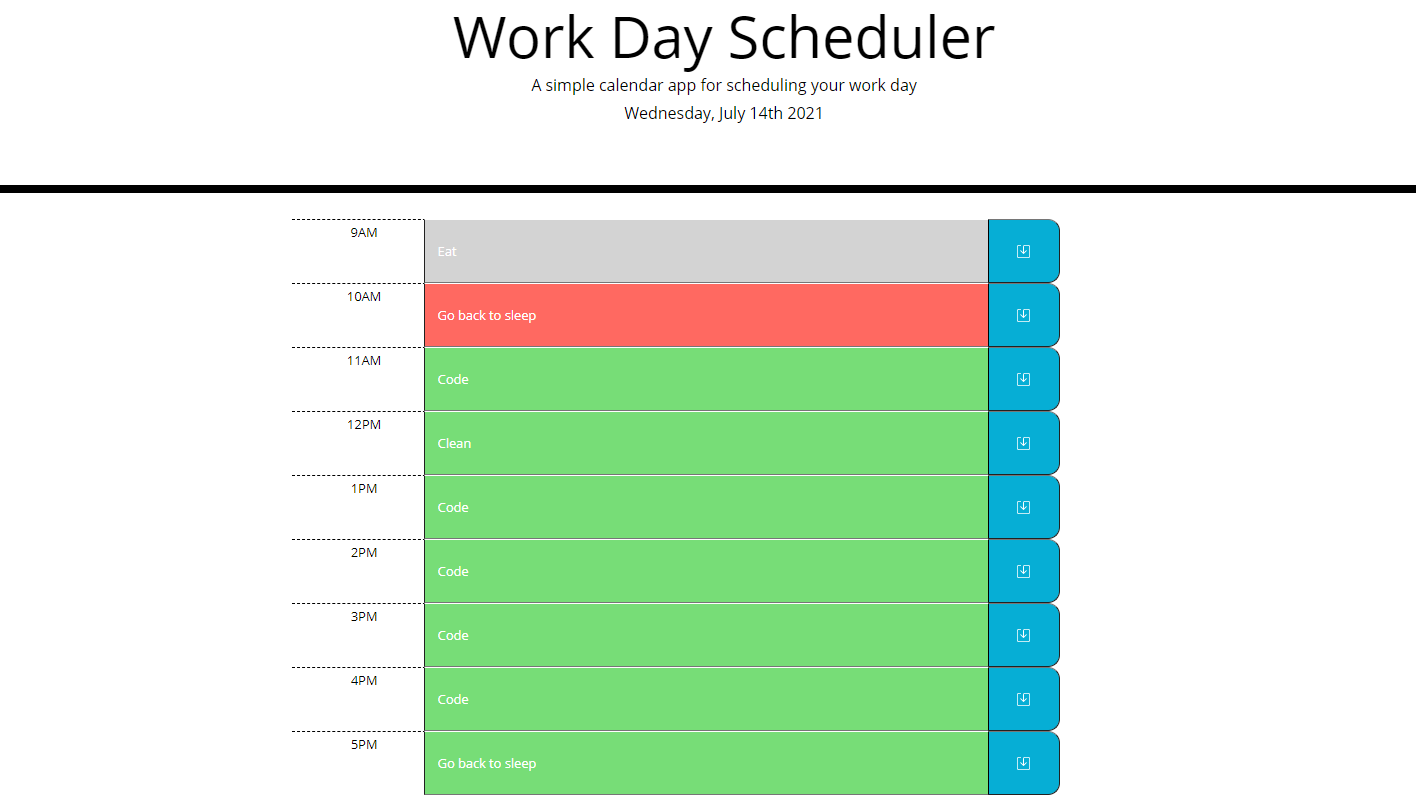 Work Day Scheduler
A simple calendar app for scheduling your work day
Wednesday, July 14th 2021
9AM
Eat
10AM
Go back to sleep
11AM
Code
12PM
Clean
1PM
Code
2PM
Code
3PM
Code
4PM
Code
5PM
Go back to sleep